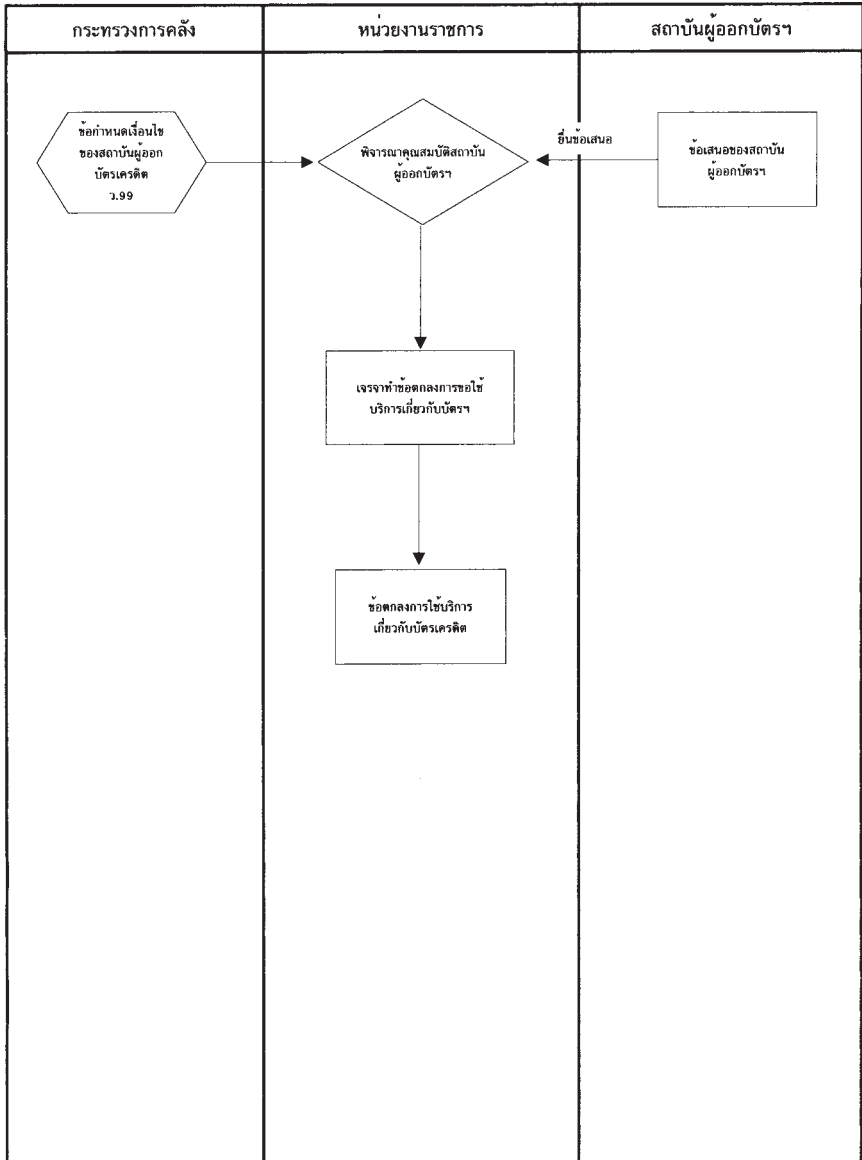 กระทรวงการคลัง
หน่วยงานราชการ
สถาบันผู้ออกบัตรฯ
ข้อกำหนดเงื่อนไข
ของสถาบันผู้ออก
บัตรเครดิต
ว.99
พิจารณาคุณสมบัติสถาบัน
ผู้ออกบัตรฯ
ยื่นข้อเสนอ
ข้อเสนอของสถาบัน
ผู้ออกบัตรฯ
เจรจาทำข้อตกลงการขอใช้
บริการเกี่ยวกับบัตรฯ
ข้อตกลงการใช้บริการ
เกี่ยวกับบัตรเครดิต